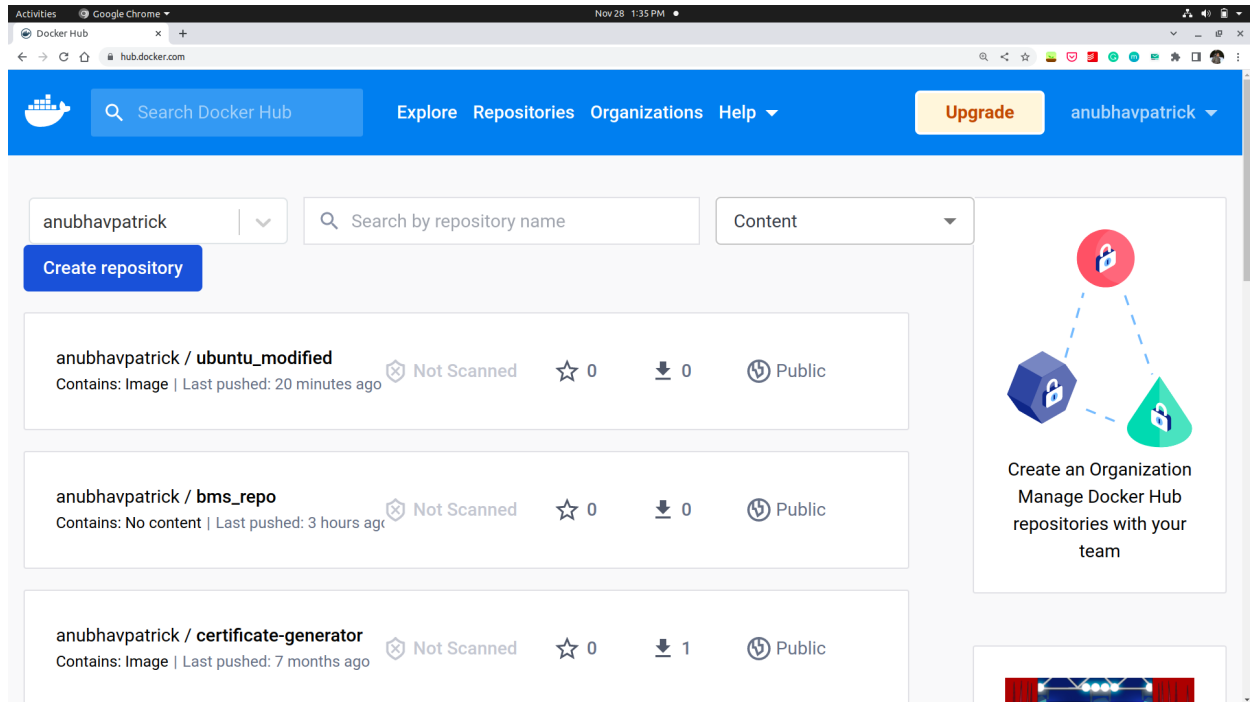 Activities Google Chrome Nov 28 1:35 PM
Docker Hub
hub.docker.com
Search Docker Hub Explore Repositories Organizations Help Upgrade anubhavpatrick
anubhavpatrick Search by repository name Content
Create repository
anubhavpatrick / ubuntu_modified
Contains: Image | Last pushed: 20 minutes ago
Not Scanned 0 0 Public
anubhavpatrick / bms_repo
Contains: No content | Last pushed: 3 hours ago
Not Scanned 0 0 Public
anubhavpatrick / certificate-generator
Contains: Image | Last pushed: 7 months ago
Not Scanned 0 1 Public
Create an Organization
Manage Docker Hub
repositories with your
team